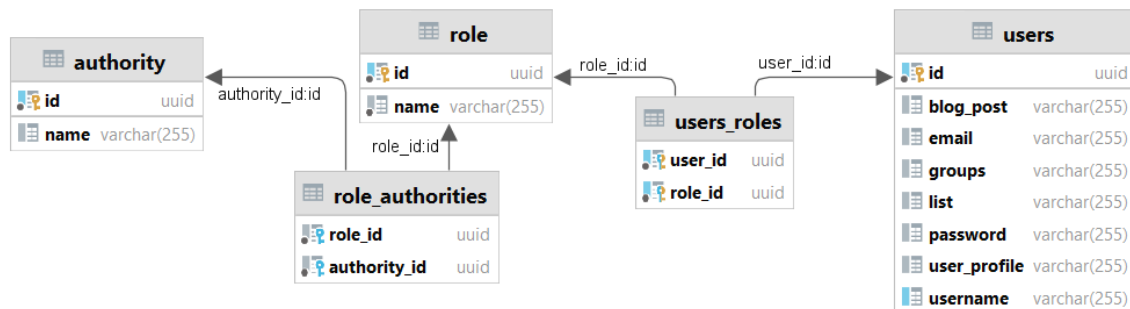 authority
id uuid
name varchar(255)
authority_id:id
role
id uuid
name varchar(255)
role_id:id
role_authorities
role_id uuid
authority_id uuid
role_id:id
user_id:id
users_roles
user_id uuid
role_id uuid
users
id uuid
blog_post varchar(255)
email varchar(255)
groups varchar(255)
list varchar(255)
password varchar(255)
user_profile varchar(255)
username varchar(255)